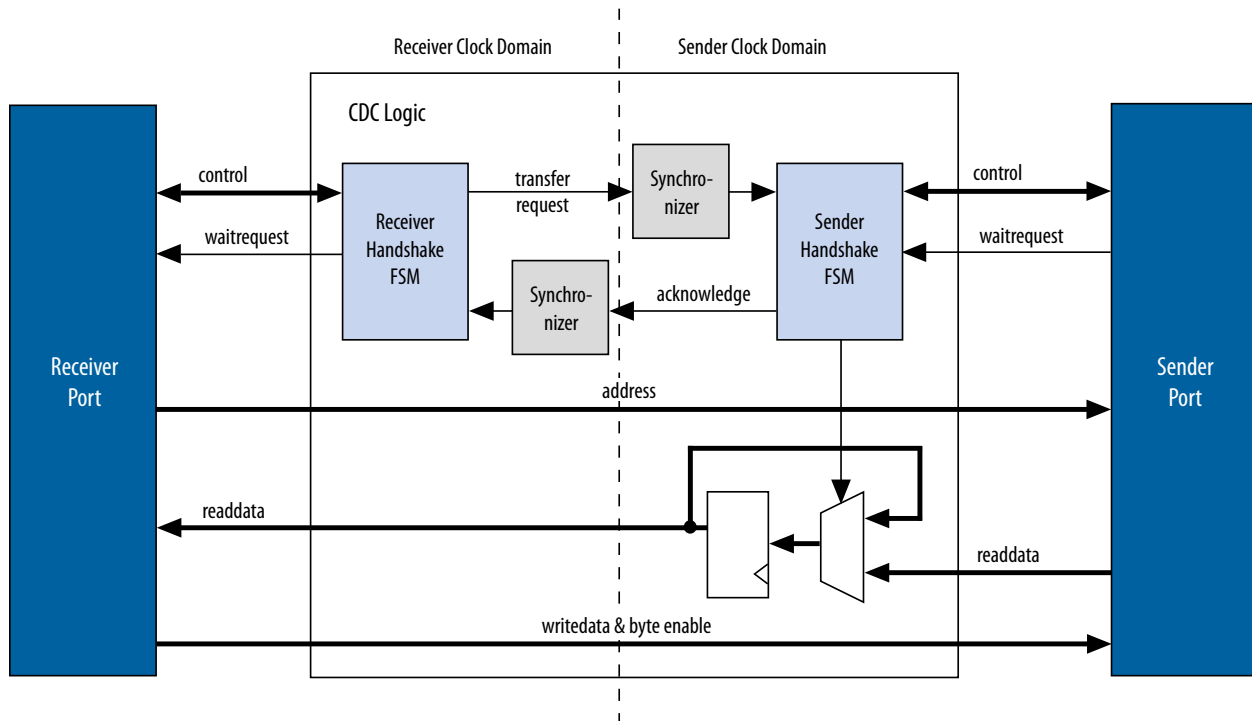 Receiver Clock Domain
Sender Clock Domain
CDC Logic
control
transfer
request
Synchro-
nizer
control
Receiver
Handshake
FSM
Sender
Handshake
FSM
waitrequest
waitrequest
Synchro-
nizer
acknowledge
Receiver
Port
Sender
Port
address
readdata
readdata
writedata & byte enable